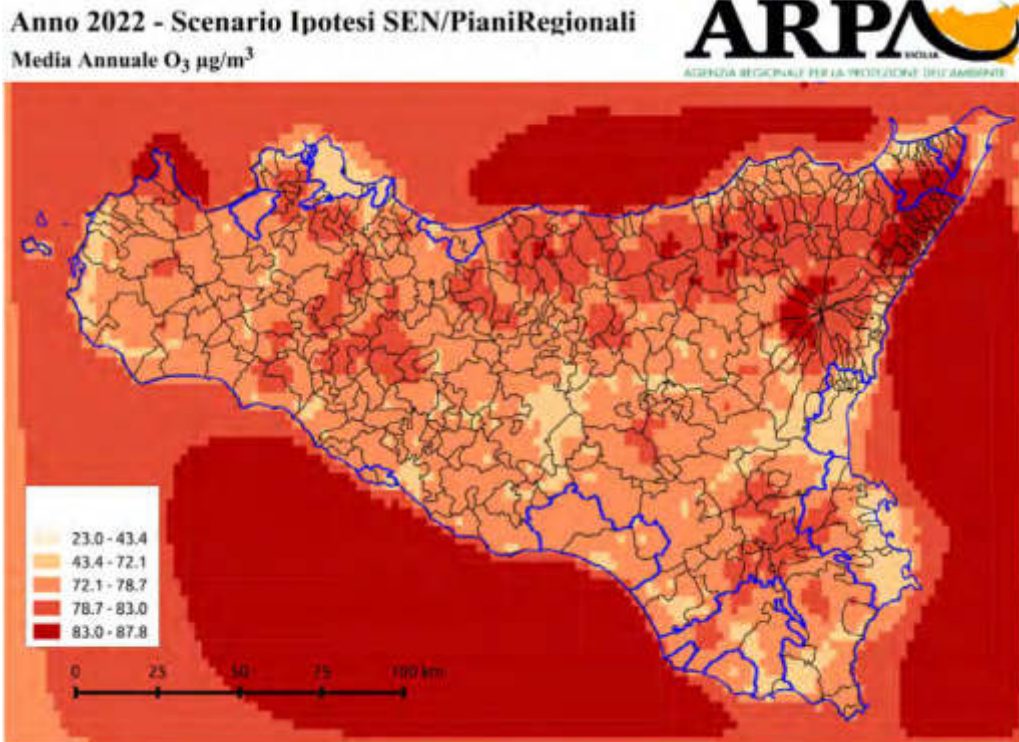 Anno 2022 - Scenario Ipotesi SEN/PianiRegionali
Media Annuale O3 µg/m³
ARPA
SICILIA
AGENZIA REGIONALE PER LA PROTEZIONE DELL'AMBIENTE
23.0 - 43.4
43.4 - 72.1
72.1 - 78.7
78.7 - 83.0
83.0 - 87.8
0 25 50 75 100 km